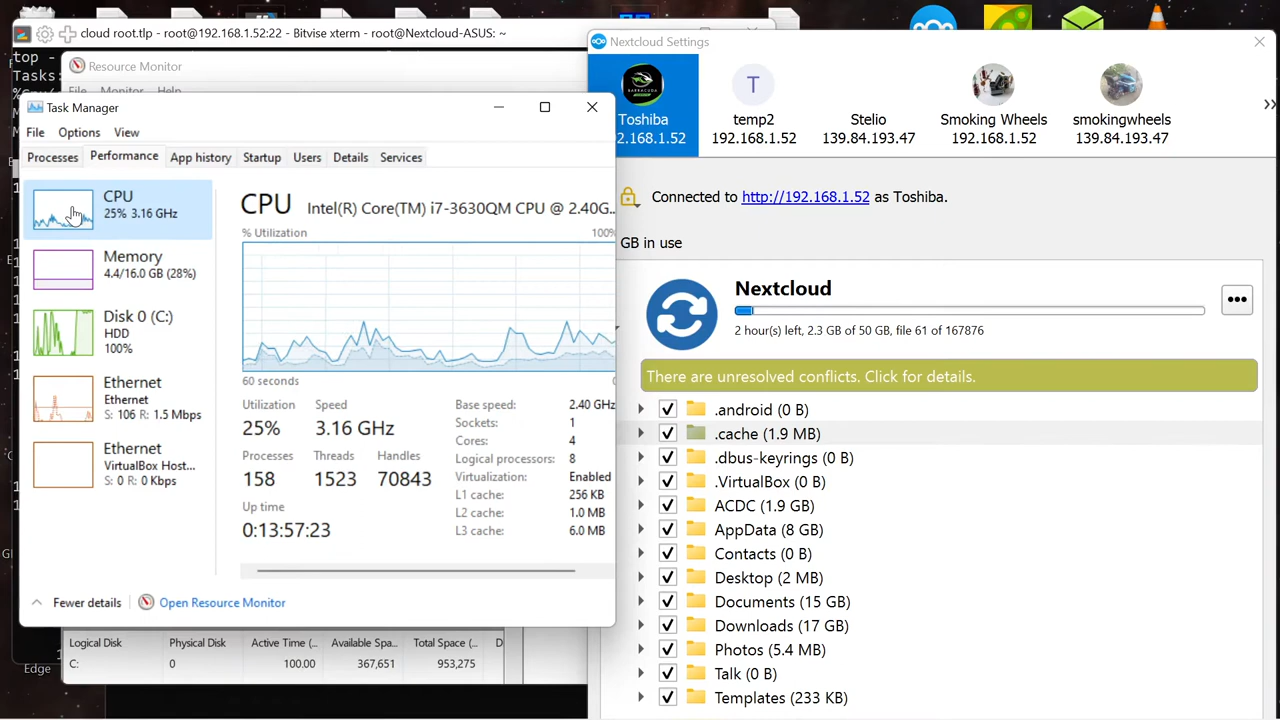 cloud root.tlp - root@192.168.1.52:22 - Bitvise xterm - root@Nextcloud-ASUS: ~
top -
Tasks:
Resource Monitor
File Monitor Help
Task Manager
File Options View
Processes Performance App history Startup Users Details Services
CPU
25% 3.16 GHz
Memory
4.4/16.0 GB (28%)
Disk 0 (C:)
HDD
100%
Ethernet
Ethernet
S: 106 R: 1.5 Mbps
Ethernet
VirtualBox Host...
S: 0 R: 0 Kbps
CPU Intel(R) Core(TM) i7-3630QM CPU @ 2.40G...
% Utilization 100%
60 seconds
Utilization Speed
25% 3.16 GHz
Processes Threads Handles
158 1523 70843
Up time
0:13:57:23
Base speed: 2.40 GHz
Sockets: 1
Cores: 4
Logical processors: 8
Virtualization: Enabled
L1 cache: 256 KB
L2 cache: 1.0 MB
L3 cache: 6.0 MB
Fewer details Open Resource Monitor
Logical Disk Physical Disk Active Time (... Available Spa... Total Space (... D
C: 0 100.00 367,651 953,275
Edge
Nextcloud Settings
BARRACUDA
T
Toshiba temp2 Stelio Smoking Wheels smokingwheels
192.168.1.52 192.168.1.52 139.84.193.47 192.168.1.52 139.84.193.47
Connected to http://192.168.1.52 as Toshiba.
GB in use
Nextcloud
2 hour(s) left, 2.3 GB of 50 GB, file 61 of 167876
There are unresolved conflicts. Click for details.
.android (0 B)
.cache (1.9 MB)
.dbus-keyrings (0 B)
.VirtualBox (0 B)
ACDC (1.9 GB)
AppData (8 GB)
Contacts (0 B)
Desktop (2 MB)
Documents (15 GB)
Downloads (17 GB)
Photos (5.4 MB)
Talk (0 B)
Templates (233 KB)